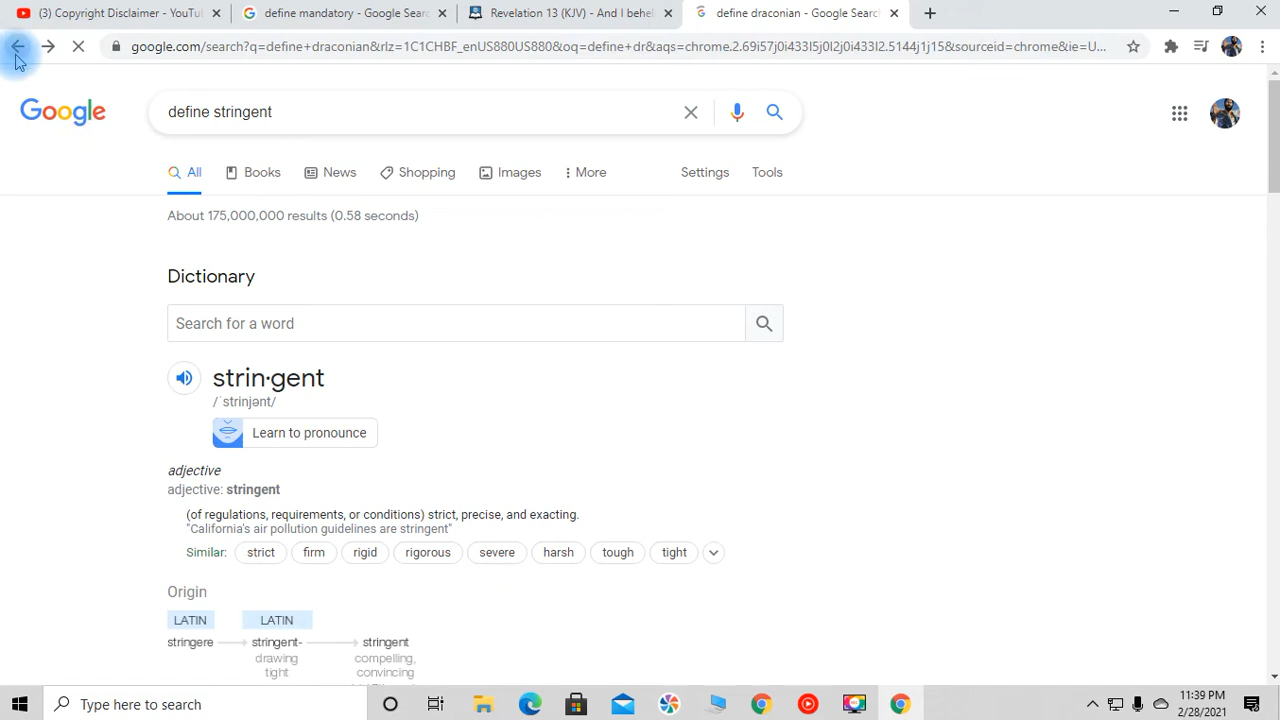 (3) Copyright Disclaimer - YouTu
define mandatory - Google Searc
Revelation 13 (KJV) - And I behel
define draconian - Google Search
google.com/search?q=define+draconian&rlz=1C1CHBF_enUS880US880&oq=define+dr&aqs=chrome.2.69i57j0i433l5j0l2j0i433l2.5144j1j15&sourceid=chrome&ie=U...
Google
define stringent
All
Books
News
Shopping
Images
More
Settings
Tools
About 175,000,000 results (0.58 seconds)
Dictionary
Search for a word
strin·gent
/ˈstrinjənt/
Learn to pronounce
adjective
adjective: stringent
(of regulations, requirements, or conditions) strict, precise, and exacting.
"California's air pollution guidelines are stringent"
Similar: strict firm rigid rigorous severe harsh tough tight
Origin
LATIN LATIN
stringere stringent- stringent
drawing compelling,
tight convincing
Type here to search
11:39 PM
2/28/2021